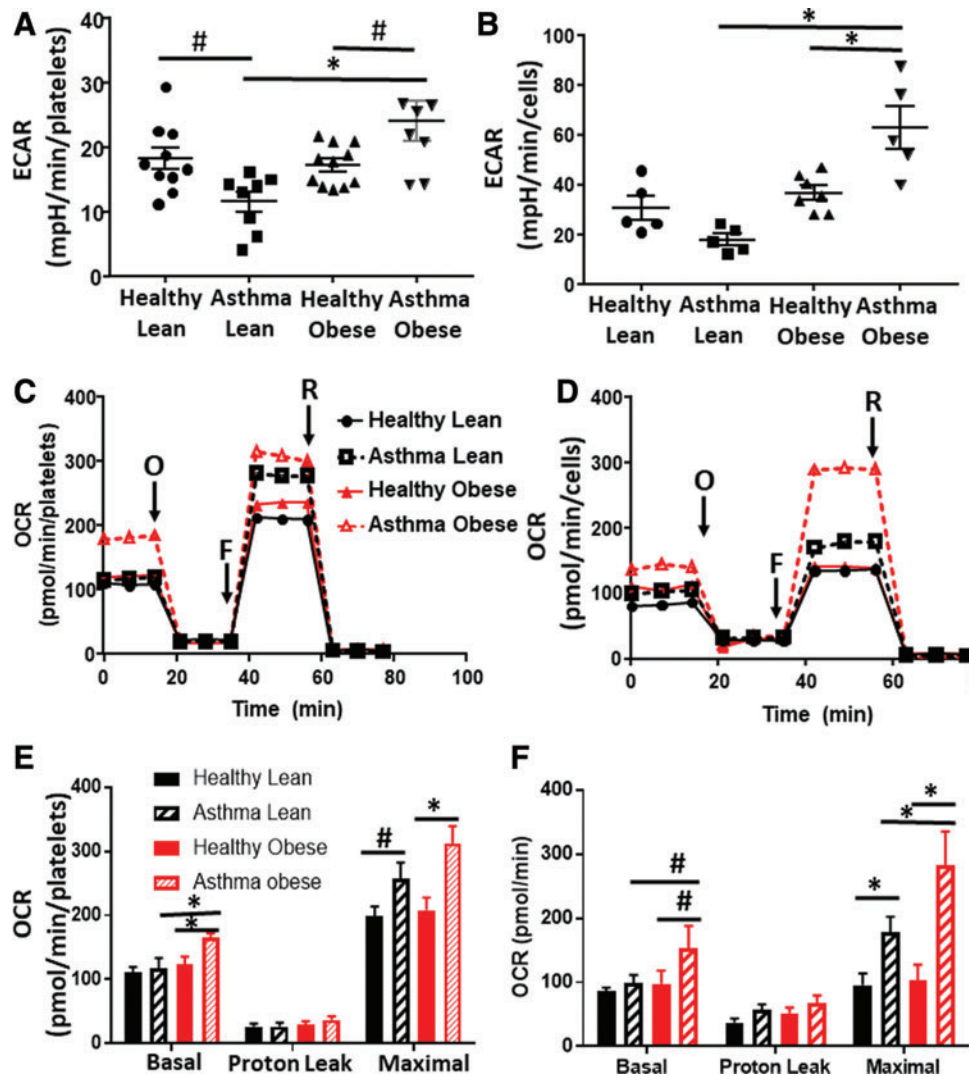 A
ECAR
(mpH/min/platelets)
40
30
20
10
0
#
*
#
Healthy Lean
Asthma Lean
Healthy Obese
Asthma Obese
B
ECAR
(mpH/min/cells)
100
80
60
40
20
0
*
*
Healthy Lean
Asthma Lean
Healthy Obese
Asthma Obese
C
OCR
(pmol/min/platelets)
400
300
200
100
0
O
F
R
Healthy Lean
Asthma Lean
Healthy Obese
Asthma Obese
0 20 40 60 80 100
Time (min)
D
OCR
(pmol/min/cells)
400
300
200
100
0
O
F
R
0 20 40 60
Time (min)
E
OCR
(pmol/min/platelets)
400
300
200
100
0
Healthy Lean
Asthma Lean
Healthy Obese
Asthma obese
*
*
#
*
Basal Proton Leak Maximal
F
OCR (pmol/min)
400
300
200
100
0
#
#
*
*
*
Basal Proton Leak Maximal